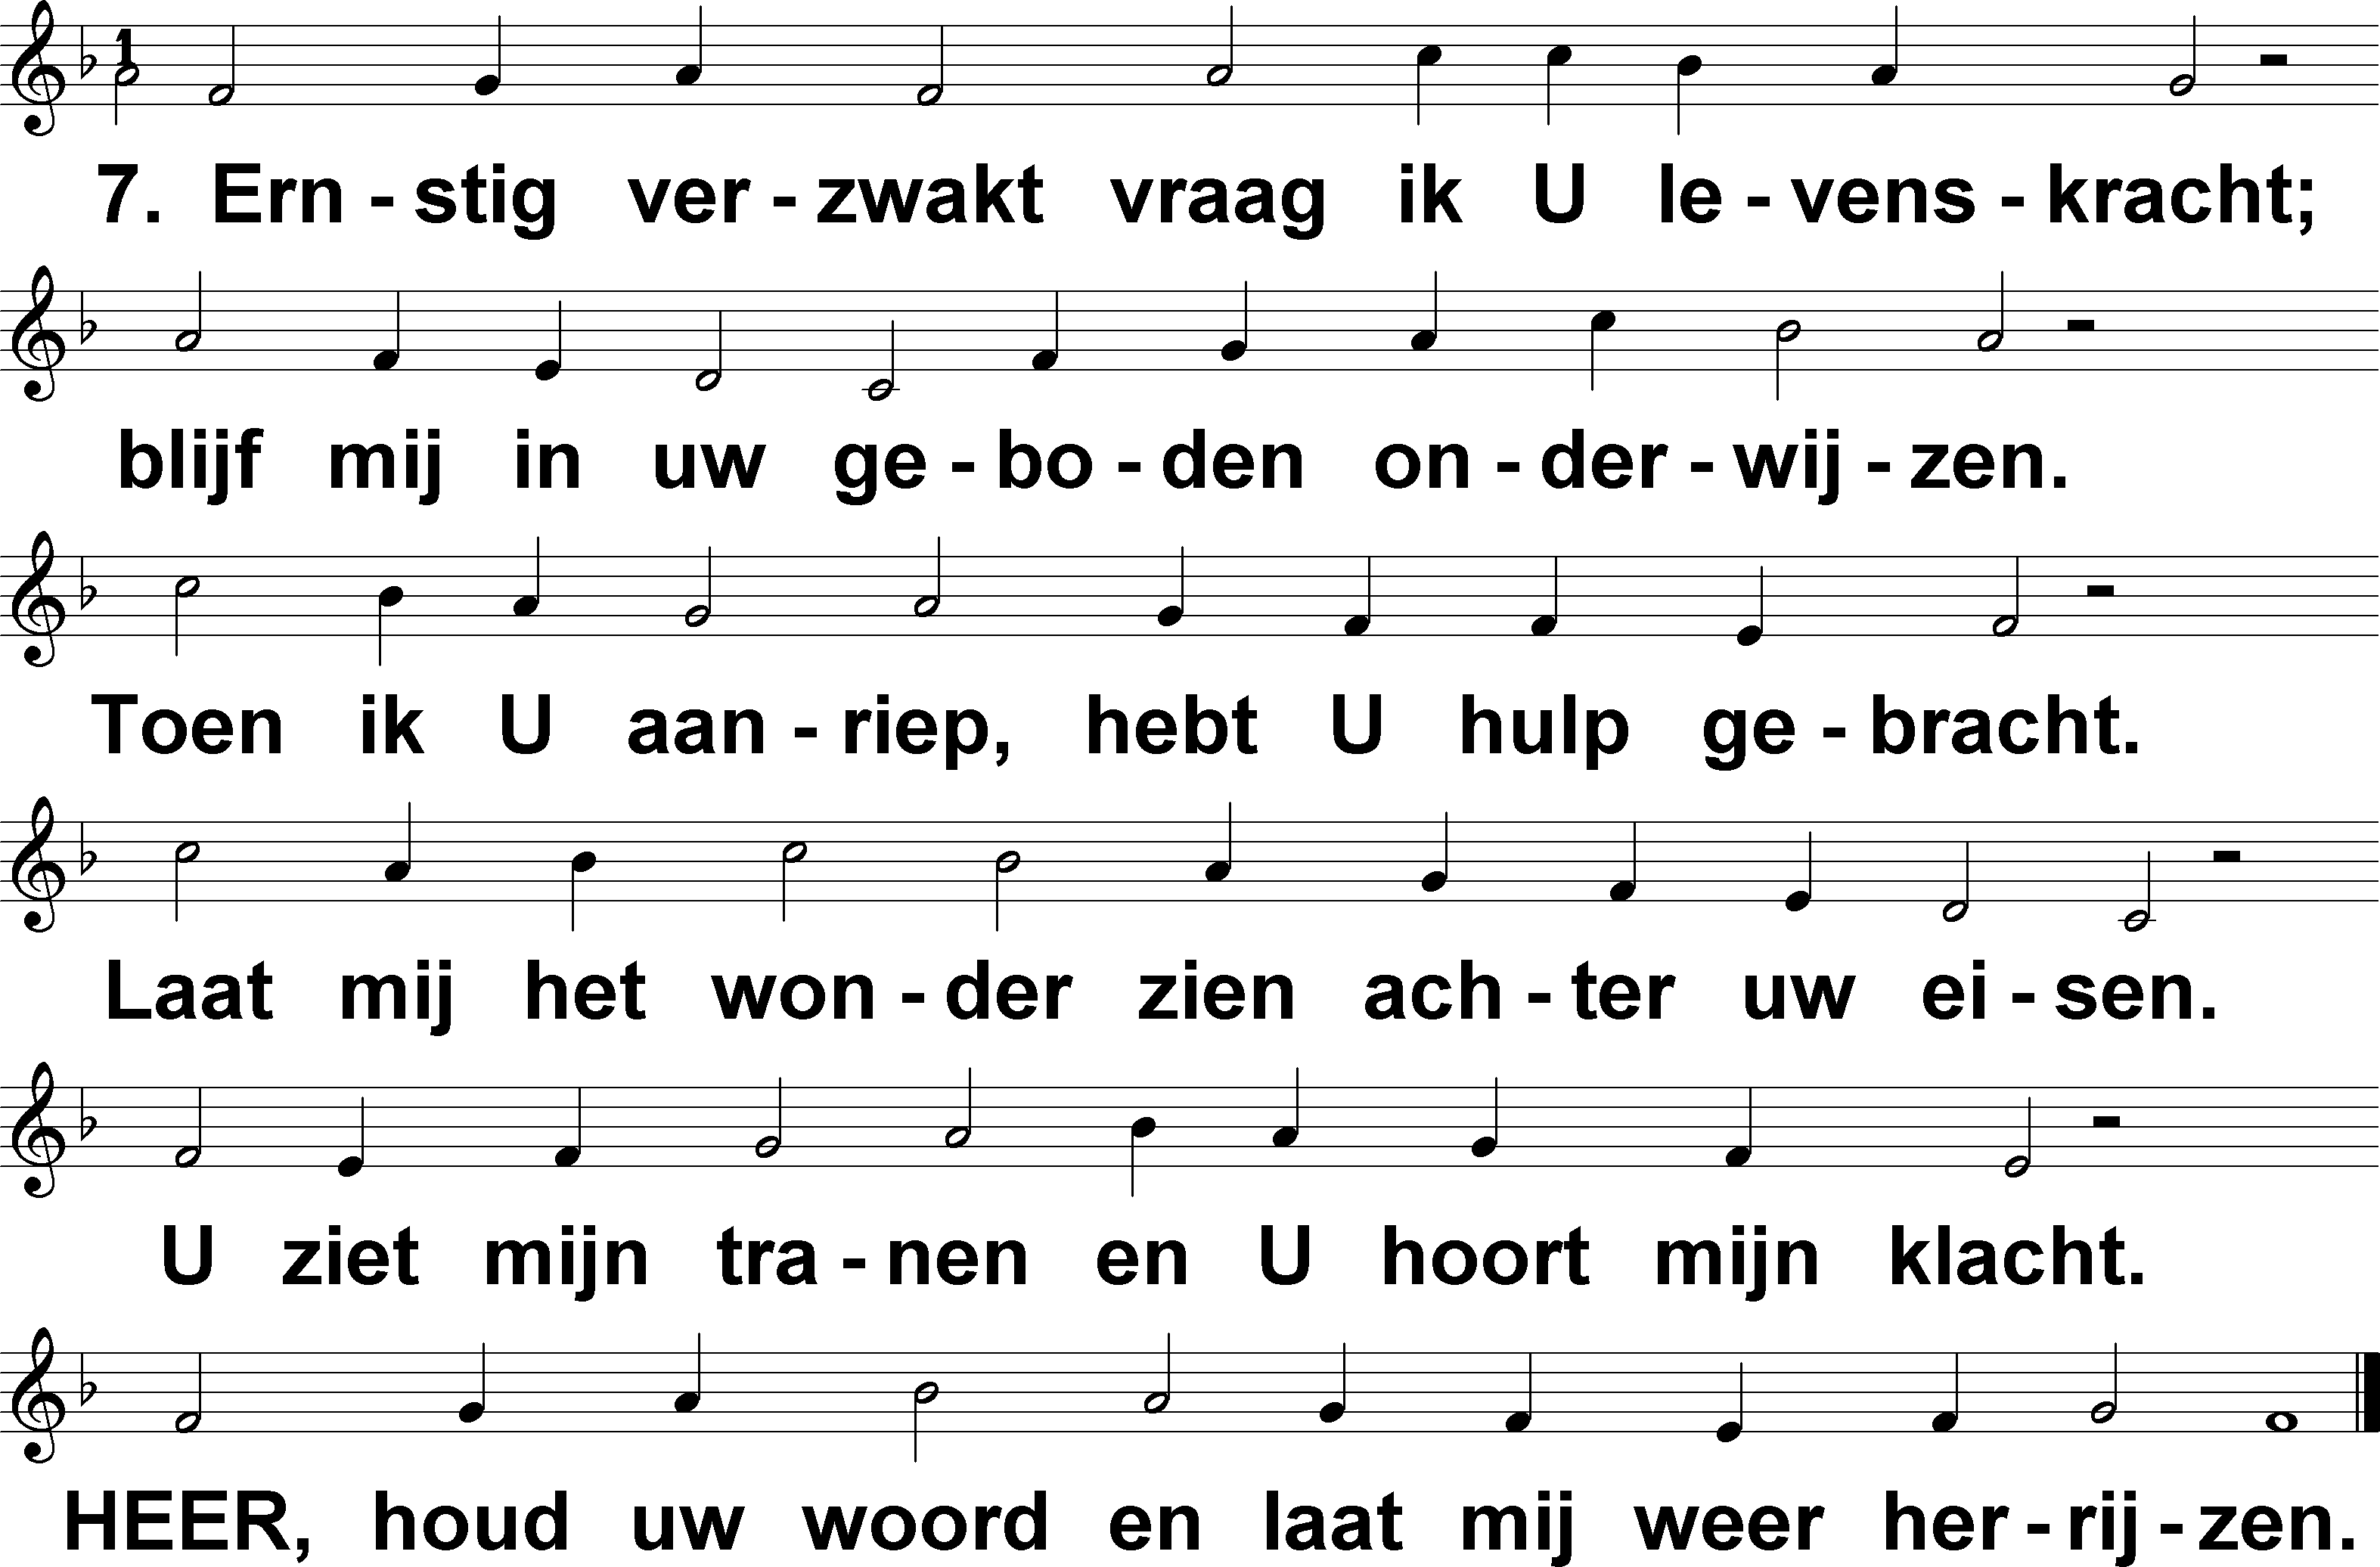 1
7. Ern - stig ver - zwakt vraag ik U le - vens - kracht;
blijf mij in uw ge - bo - den on - der - wij - zen.
Toen ik U aan - riep, hebt U hulp ge - bracht.
Laat mij het won - der zien ach - ter uw ei - sen.
U ziet mijn tra - nen en U hoort mijn klacht.
HEER, houd uw woord en laat mij weer her - rij - zen.